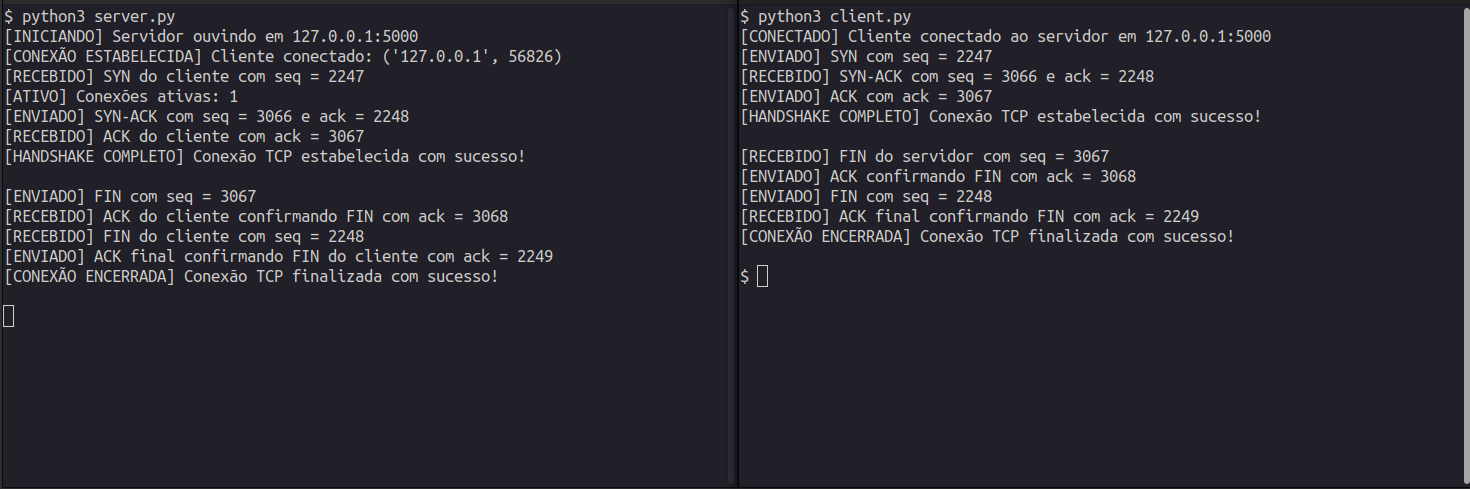 $ python3 server.py
[INICIANDO] Servidor ouvindo em 127.0.0.1:5000
[CONEXÃO ESTABELECIDA] Cliente conectado: ('127.0.0.1', 56826)
[RECEBIDO] SYN do cliente com seq = 2247
[ATIVO] Conexões ativas: 1
[ENVIADO] SYN-ACK com seq = 3066 e ack = 2248
[RECEBIDO] ACK do cliente com ack = 3067
[HANDSHAKE COMPLETO] Conexão TCP estabelecida com sucesso!
[ENVIADO] FIN com seq = 3067
[RECEBIDO] ACK do cliente confirmando FIN com ack = 3068
[RECEBIDO] FIN do cliente com seq = 2248
[ENVIADO] ACK final confirmando FIN do cliente com ack = 2249
[CONEXÃO ENCERRADA] Conexão TCP finalizada com sucesso!
$ python3 client.py
[CONECTADO] Cliente conectado ao servidor em 127.0.0.1:5000
[ENVIADO] SYN com seq = 2247
[RECEBIDO] SYN-ACK com seq = 3066 e ack = 2248
[ENVIADO] ACK com ack = 3067
[HANDSHAKE COMPLETO] Conexão TCP estabelecida com sucesso!
[RECEBIDO] FIN do servidor com seq = 3067
[ENVIADO] ACK confirmando FIN com ack = 3068
[ENVIADO] FIN com seq = 2248
[RECEBIDO] ACK final confirmando FIN com ack = 2249
[CONEXÃO ENCERRADA] Conexão TCP finalizada com sucesso!
$